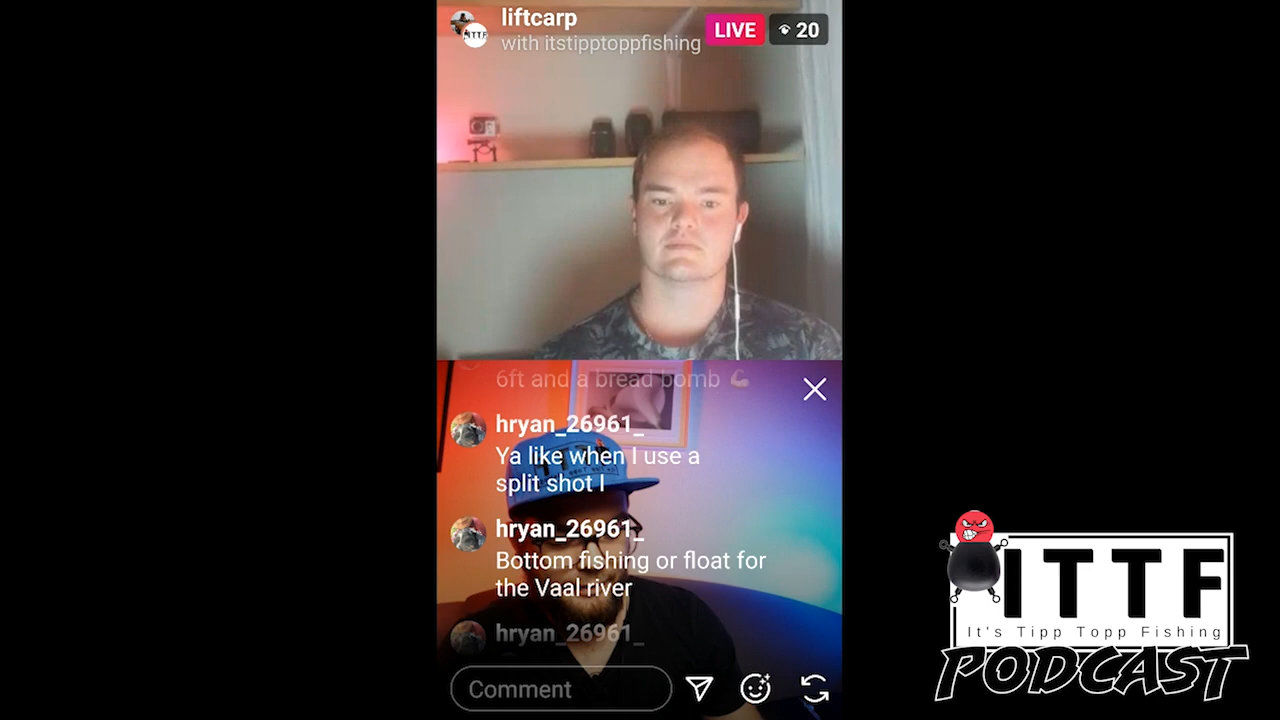 liftcarp
with itstipptoppfishing
LIVE
20
6ft and a bread bomb 💪
hryan_26961_
Ya like when I use a
split shot I
hryan_26961_
Bottom fishing or float for
the Vaal river
hryan_26961_
Comment
ITTF
It's Tipp Topp Fishing
PODCAST